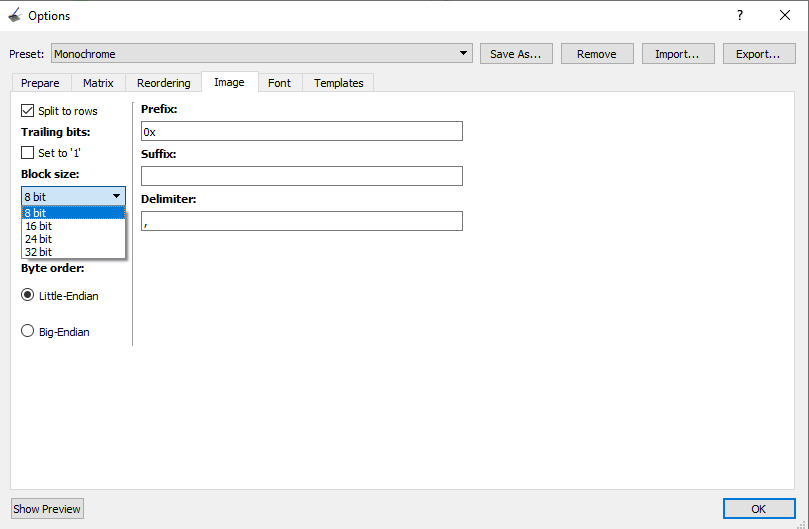 Options
?
Preset: Monochrome Save As... Remove Import... Export...
Prepare Matrix Reordering Image Font Templates
Split to rows
Trailing bits:
Set to '1'
Block size:
8 bit
8 bit
16 bit
24 bit
32 bit
Byte order:
Little-Endian
Big-Endian
Prefix:
0x
Suffix:
Delimiter:
,
Show Preview
OK